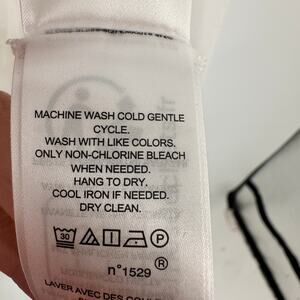 MACHINE WASH COLD GENTLE
CYCLE.
WASH WITH LIKE COLORS.
ONLY NON-CHLORINE BLEACH
WHEN NEEDED.
HANG TO DRY.
COOL IRON IF NEEDED.
DRY CLEAN.
30 P
®
n°1529
LAVER AVEC DES COULE